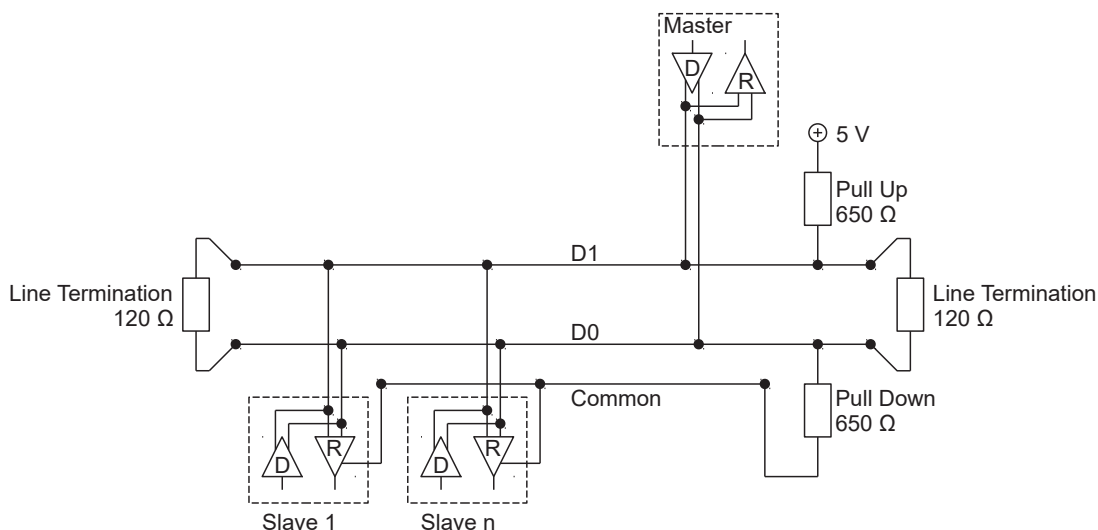 Master
D
R
5 V
Pull Up
650 Ω
D1
Line Termination
120 Ω
Line Termination
120 Ω
D0
Common
Pull Down
650 Ω
D
R
D
R
Slave 1
Slave n